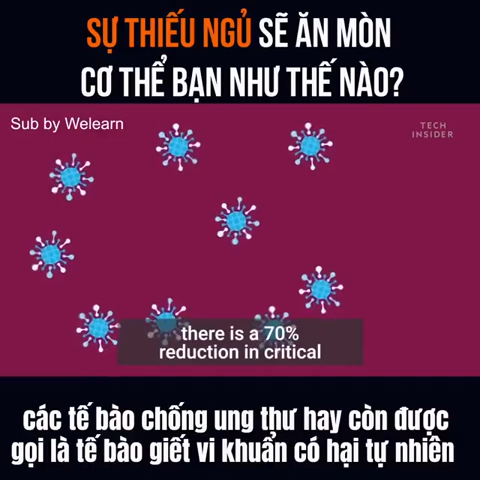 SỰ THIẾU NGỦ SẼ ĂN MÒN
CƠ THỂ BẠN NHƯ THẾ NÀO?
Sub by Welearn
TECH
INSIDER
there is a 70%
reduction in critical
các tế bào chống ung thư hay còn được
gọi là tế bào giết vi khuẩn có hại tự nhiên